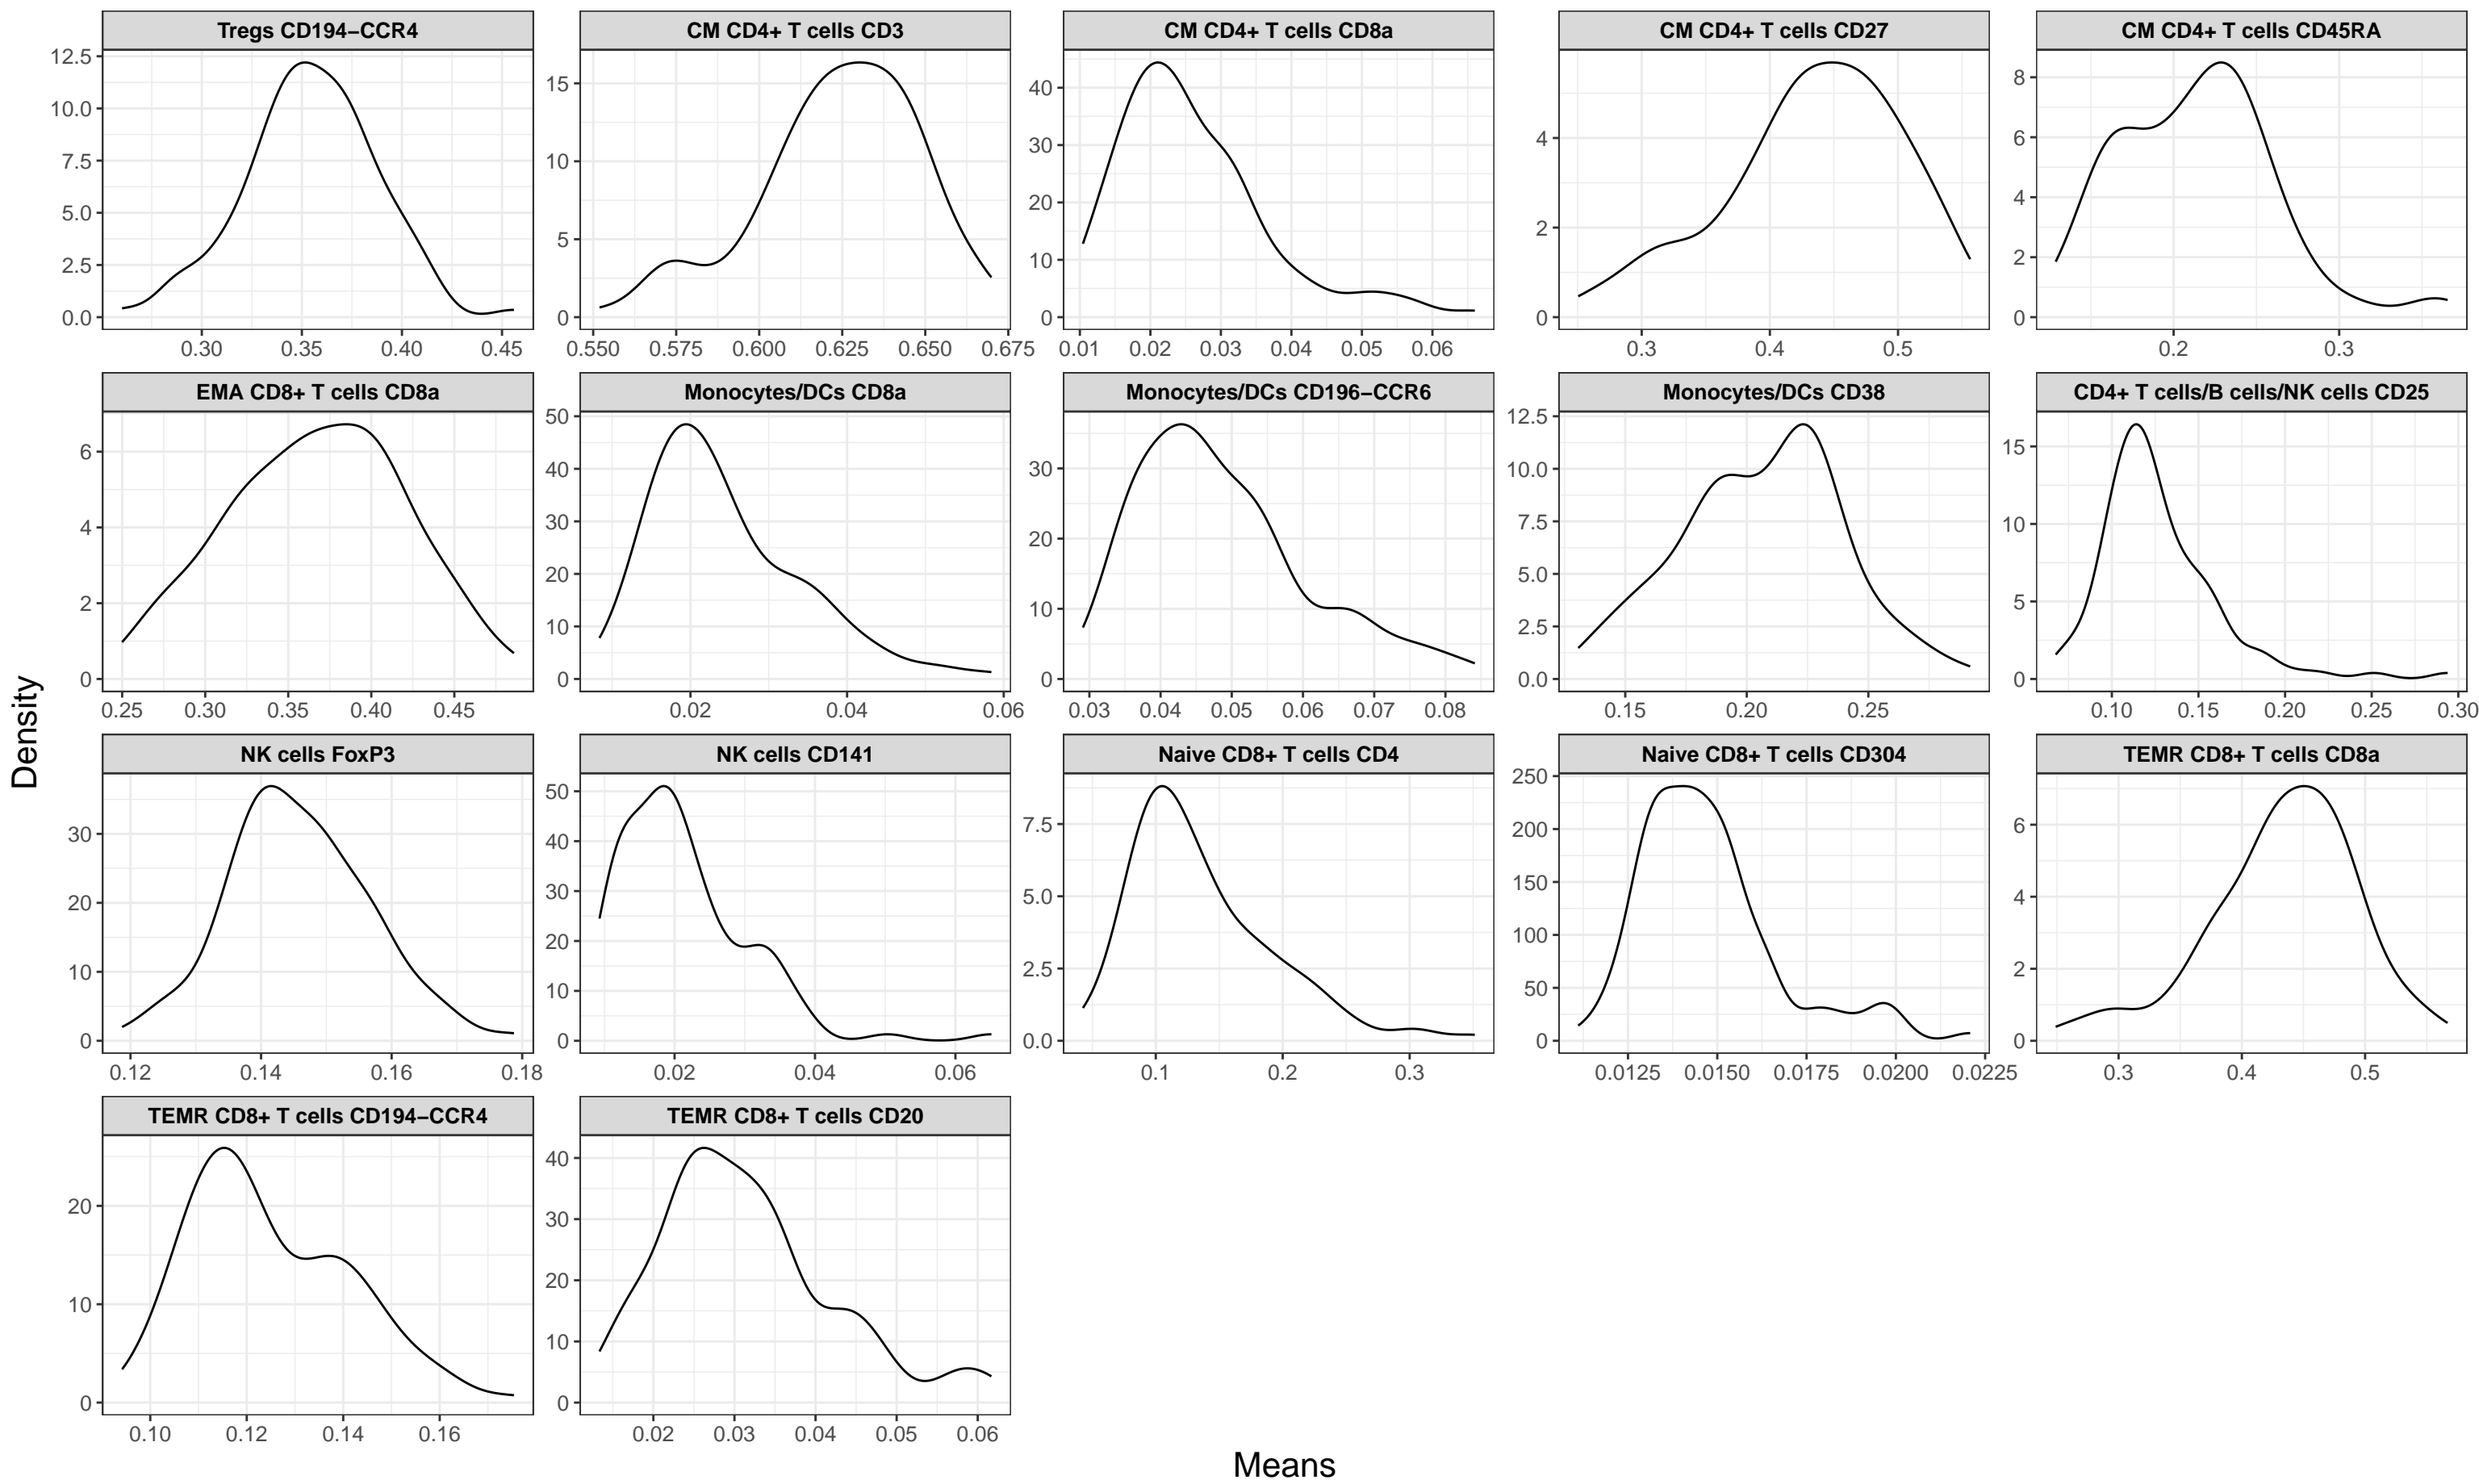 Tregs CD194−CCR4
CM CD4+ T cells CD3
CM CD4+ T cells CD8a
CM CD4+ T cells CD27
CM CD4+ T cells CD45RA
12.5
10.0
7.5
5.0
2.5
0.0
0.30 0.35 0.40 0.45
15
10
5
0
0.550 0.575 0.600 0.625 0.650 0.675
40
30
20
10
0
0.01 0.02 0.03 0.04 0.05 0.06
4
2
0
0.3 0.4 0.5
8
6
4
2
0
0.2 0.3
EMA CD8+ T cells CD8a
Monocytes/DCs CD8a
Monocytes/DCs CD196−CCR6
Monocytes/DCs CD38
CD4+ T cells/B cells/NK cells CD25
6
4
2
0
0.25 0.30 0.35 0.40 0.45
50
40
30
20
10
0
0.02 0.04 0.06
30
20
10
0
0.03 0.04 0.05 0.06 0.07 0.08
12.5
10.0
7.5
5.0
2.5
0.0
0.15 0.20 0.25
15
10
5
0
0.10 0.15 0.20 0.25 0.30
Density
NK cells FoxP3
NK cells CD141
Naive CD8+ T cells CD4
Naive CD8+ T cells CD304
TEMR CD8+ T cells CD8a
30
20
10
0
0.12 0.14 0.16 0.18
50
40
30
20
10
0
0.02 0.04 0.06
7.5
5.0
2.5
0.0
0.1 0.2 0.3
250
200
150
100
50
0
0.0125 0.0150 0.0175 0.0200 0.0225
6
4
2
0
0.3 0.4 0.5
TEMR CD8+ T cells CD194−CCR4
TEMR CD8+ T cells CD20
20
10
0
0.10 0.12 0.14 0.16
40
30
20
10
0
0.02 0.03 0.04 0.05 0.06
Means